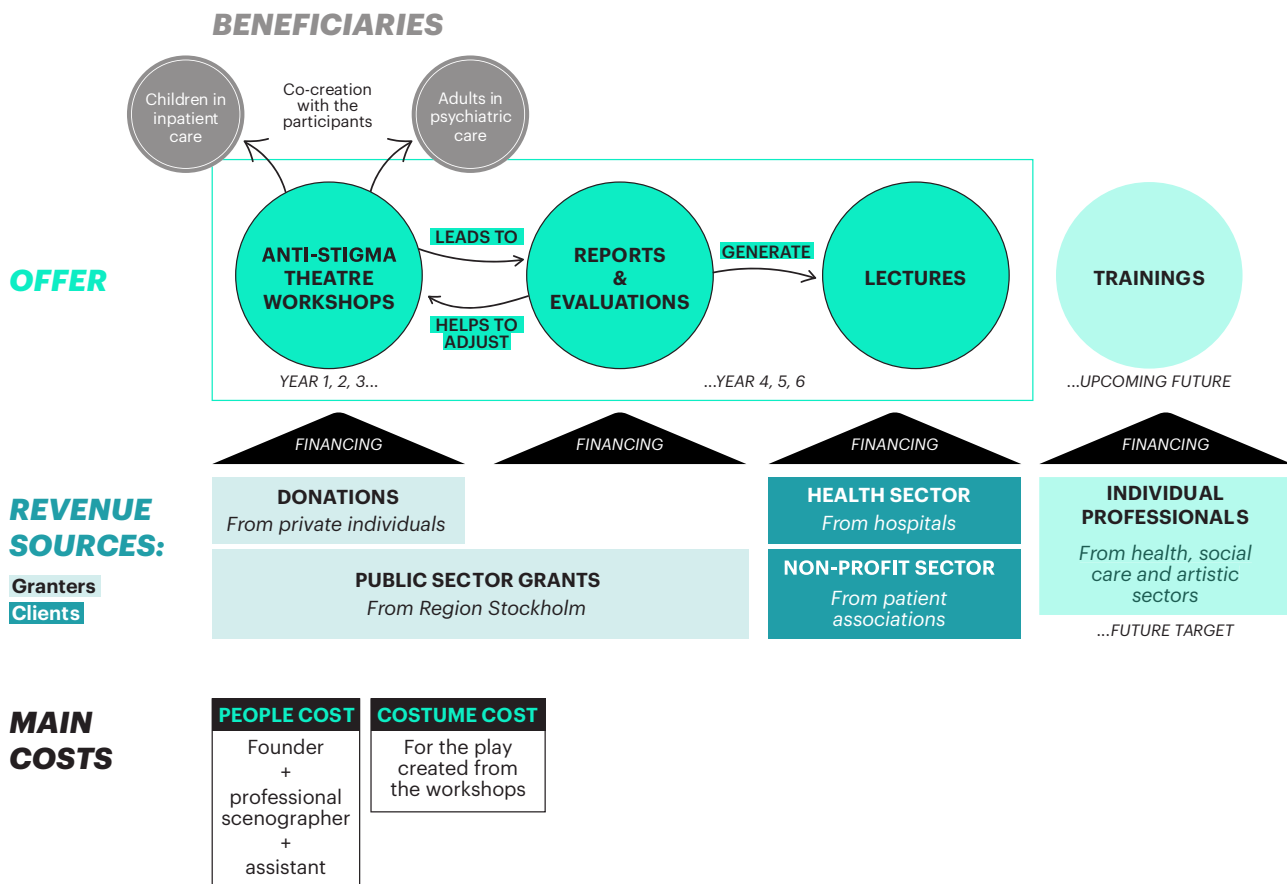 BENEFICIARIES
Children in
inpatient
care
Co-creation
with the
participants
Adults in
psychiatric
care
OFFER
ANTI-STIGMA
THEATRE
WORKSHOPS
LEADS TO
HELPS TO
ADJUST
REPORTS
&
EVALUATIONS
GENERATE
LECTURES
TRAININGS
YEAR 1, 2, 3...
...YEAR 4, 5, 6
...UPCOMING FUTURE
FINANCING
FINANCING
FINANCING
FINANCING
REVENUE
SOURCES:
Granters
Clients
DONATIONS
From private individuals
PUBLIC SECTOR GRANTS
From Region Stockholm
HEALTH SECTOR
From hospitals
NON-PROFIT SECTOR
From patient
associations
INDIVIDUAL
PROFESSIONALS
From health, social
care and artistic
sectors
...FUTURE TARGET
MAIN
COSTS
PEOPLE COST
Founder
+
professional
scenographer
+
assistant
COSTUME COST
For the play
created from
the workshops